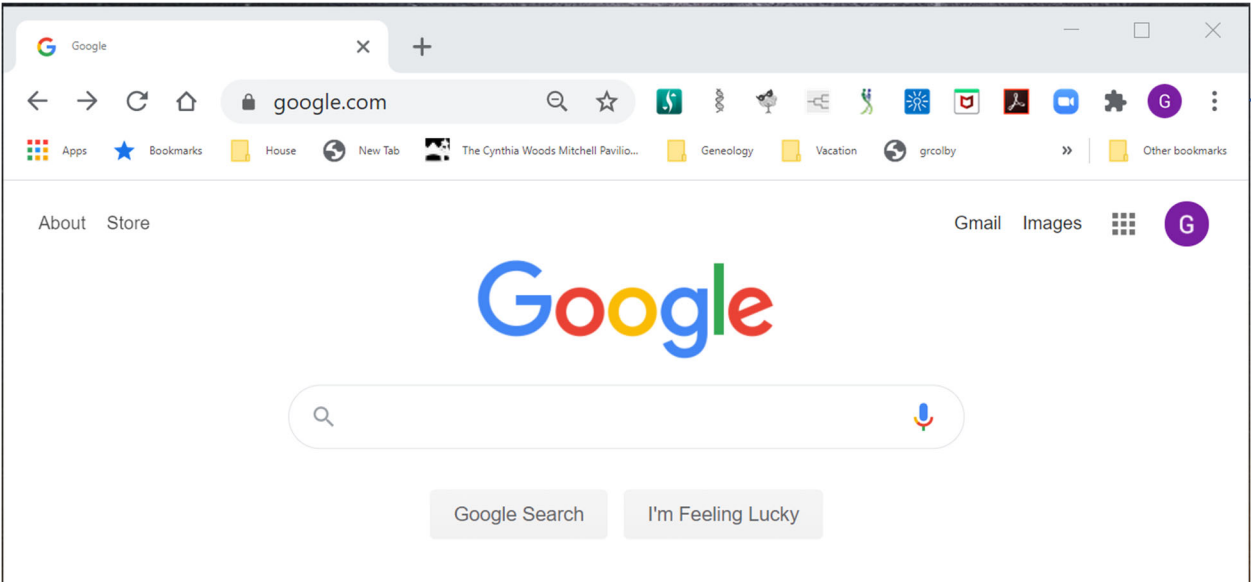 Google
google.com
G
Apps Bookmarks House New Tab The Cynthia Woods Mitchell Pavilio... Geneology Vacation grcolby » Other bookmarks
About Store Gmail Images G
Google
Google Search I'm Feeling Lucky